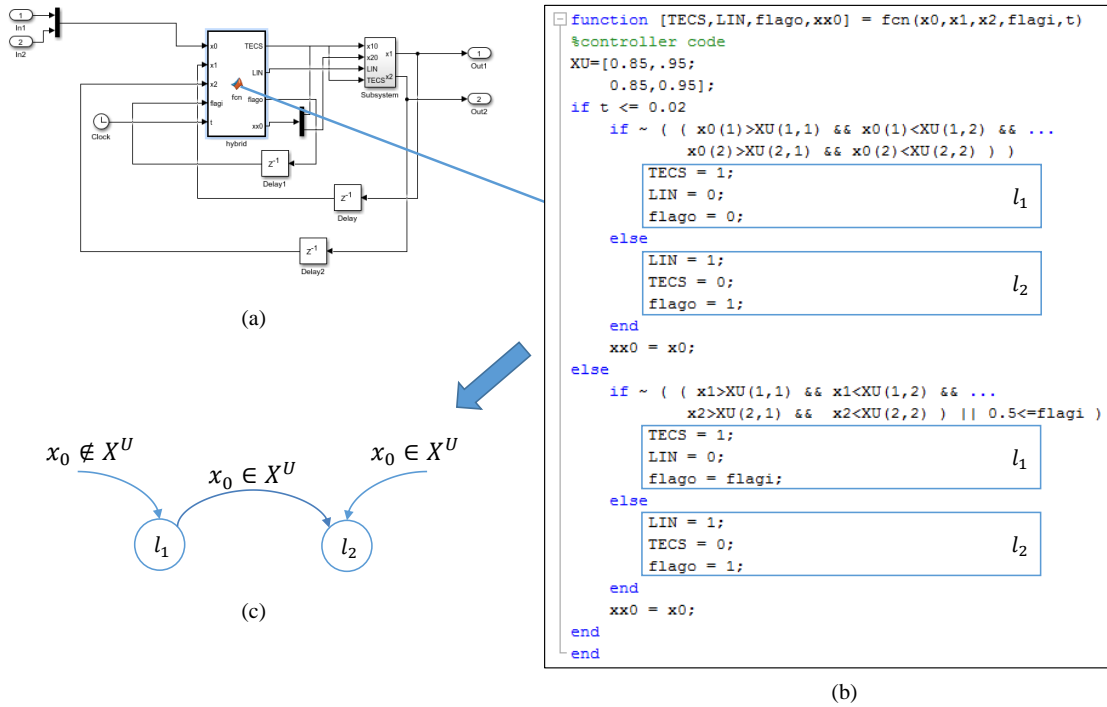 1
In1
2
In2
Clock
x0
x1
x2
flagi
t
TECS
LIN
flago
xx0
fcn
hybrid
x10
x20
LIN
TECS
x1
x2
Subsystem
1
Out1
2
Out2
z⁻¹
Delay1
z⁻¹
Delay
z⁻¹
Delay2
(a)
function [TECS,LIN,flago,xx0] = fcn(x0,x1,x2,flagi,t)
%controller code
XU=[0.85,.95;
0.85,0.95];
if t <= 0.02
if ~ ( ( x0(1)>XU(1,1) && x0(1)<XU(1,2) && ...
x0(2)>XU(2,1) && x0(2)<XU(2,2) ) )
TECS = 1;
LIN = 0;
flago = 0;
l₁
else
LIN = 1;
TECS = 0;
flago = 1;
l₂
end
xx0 = x0;
else
if ~ ( ( x1>XU(1,1) && x1<XU(1,2) && ...
x2>XU(2,1) && x2<XU(2,2) ) || 0.5<=flagi )
TECS = 1;
LIN = 0;
flago = flagi;
l₁
else
LIN = 1;
TECS = 0;
flago = 1;
l₂
end
xx0 = x0;
end
end
(b)
x₀ ∉ Xᵁ
x₀ ∈ Xᵁ
x₀ ∈ Xᵁ
l₁
l₂
(c)